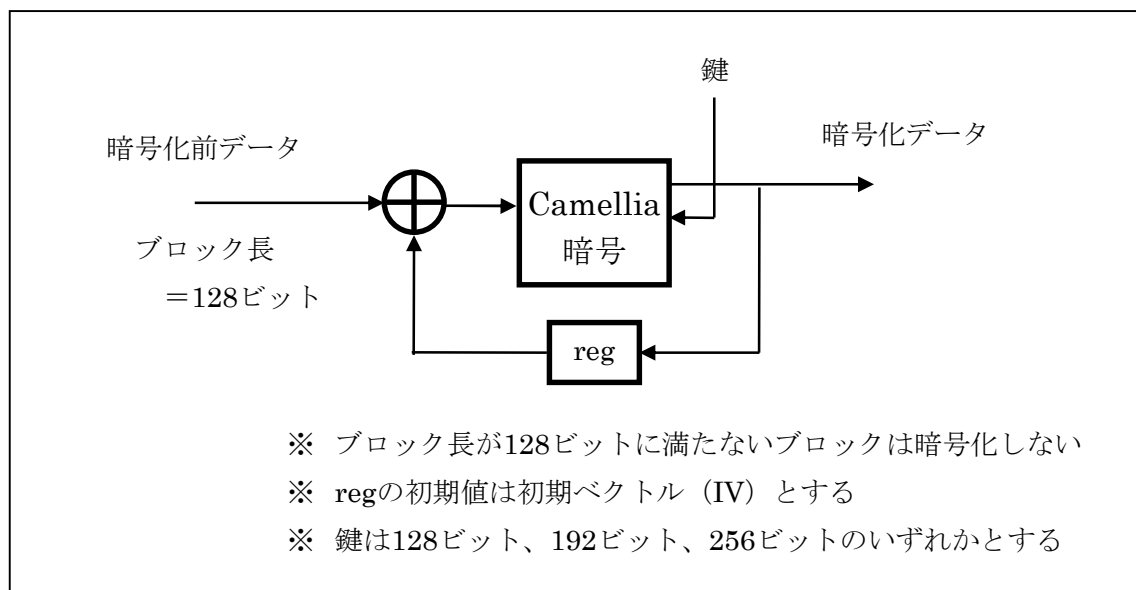 鍵
暗号化前データ
暗号化データ
Camellia
暗号
ブロック長
＝128ビット
reg
※ ブロック長が128ビットに満たないブロックは暗号化しない
※ regの初期値は初期ベクトル（IV）とする
※ 鍵は128ビット、192ビット、256ビットのいずれかとする